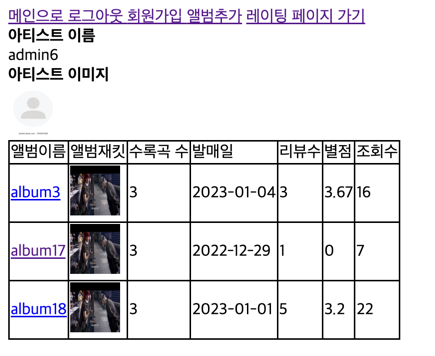 메인으로 로그아웃 회원가입 앨범추가 레이팅 페이지 가기
아티스트 이름
admin6
아티스트 이미지
앨범이름 앨범재킷 수록곡 수 발매일 리뷰수 별점 조회수
album3 3 2023-01-04 3 3.67 16
album17 3 2022-12-29 1 0 7
album18 3 2023-01-01 5 3.2 22